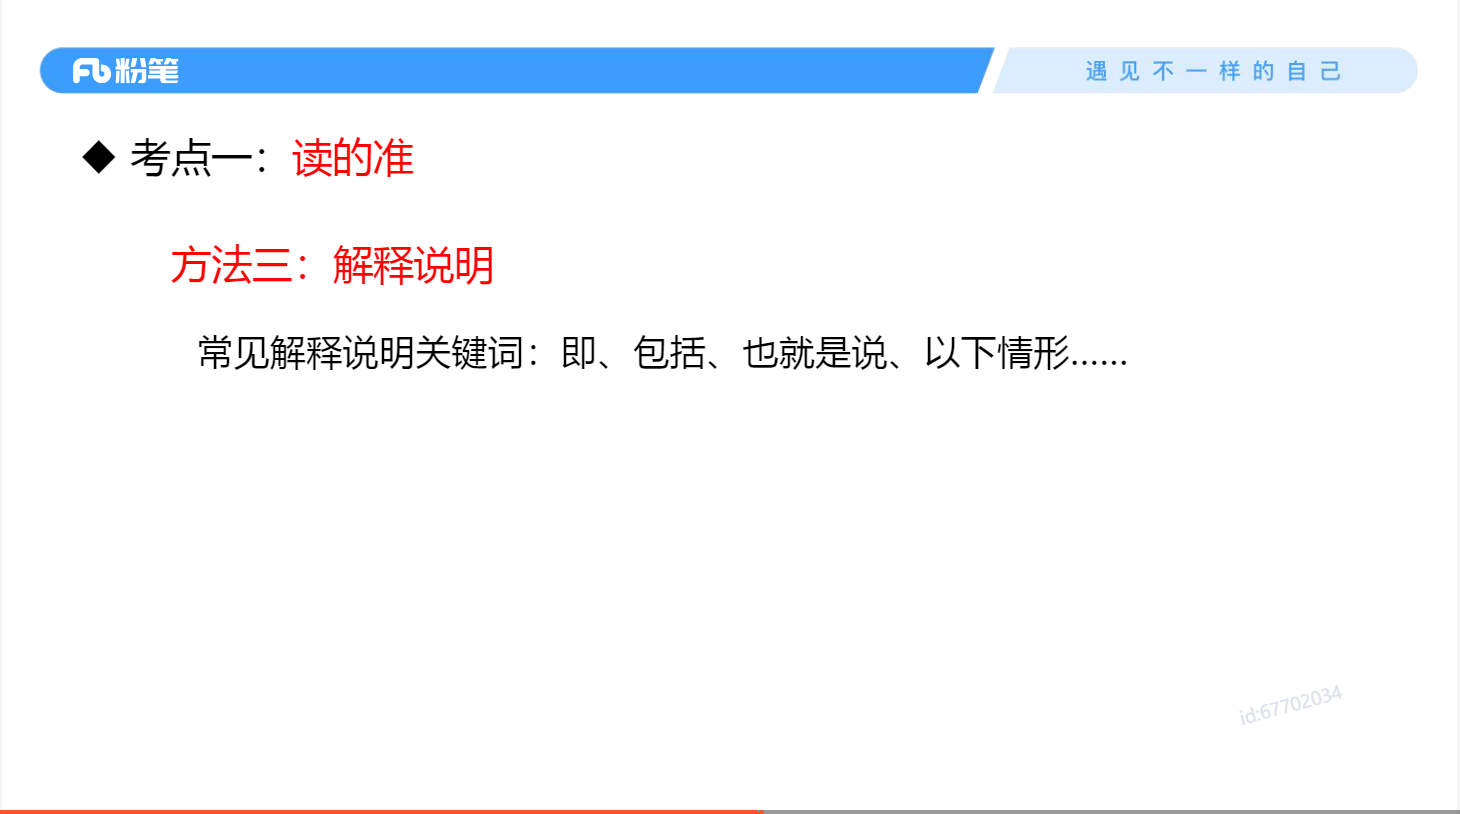 粉笔
遇见不一样的自己
◆ 考点一：读的准
方法三：解释说明
常见解释说明关键词：即、包括、也就是说、以下情形……
id:67702034